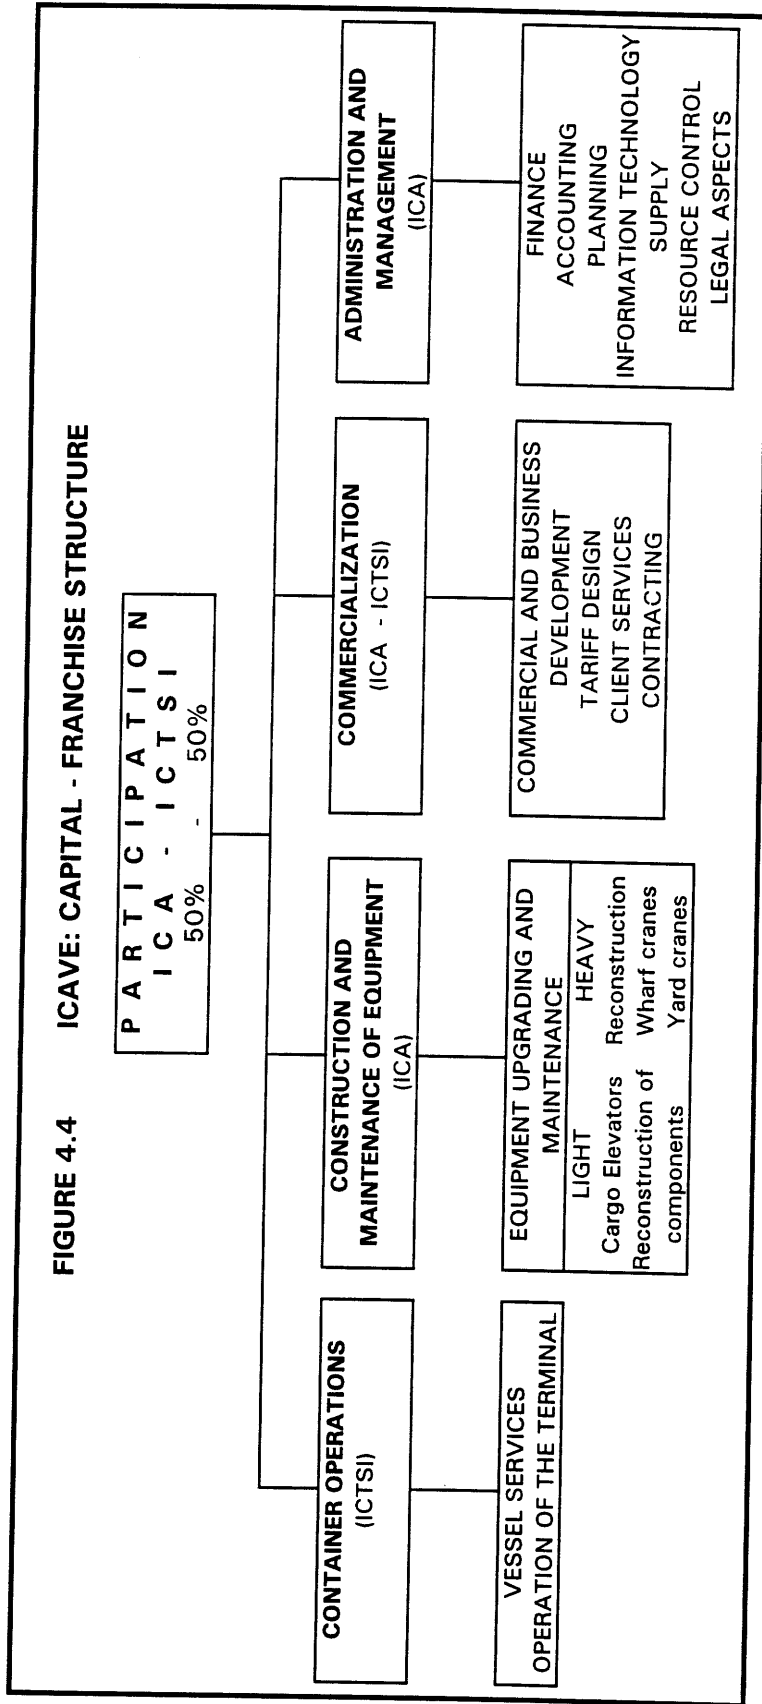 FIGURE 4.4 ICAVE: CAPITAL - FRANCHISE STRUCTURE
PARTICIPATION
ICA - ICTSI
50% - 50%
CONTAINER OPERATIONS
(ICTSI)
VESSEL SERVICES
OPERATION OF THE TERMINAL
CONSTRUCTION AND
MAINTENANCE OF EQUIPMENT
(ICA)
EQUIPMENT UPGRADING AND
MAINTENANCE
LIGHT HEAVY
Cargo Elevators Reconstruction
Reconstruction of Wharf cranes
components Yard cranes
COMMERCIALIZATION
(ICA - ICTSI)
COMMERCIAL AND BUSINESS
DEVELOPMENT
TARIFF DESIGN
CLIENT SERVICES
CONTRACTING
ADMINISTRATION AND
MANAGEMENT
(ICA)
FINANCE
ACCOUNTING
PLANNING
INFORMATION TECHNOLOGY
SUPPLY
RESOURCE CONTROL
LEGAL ASPECTS